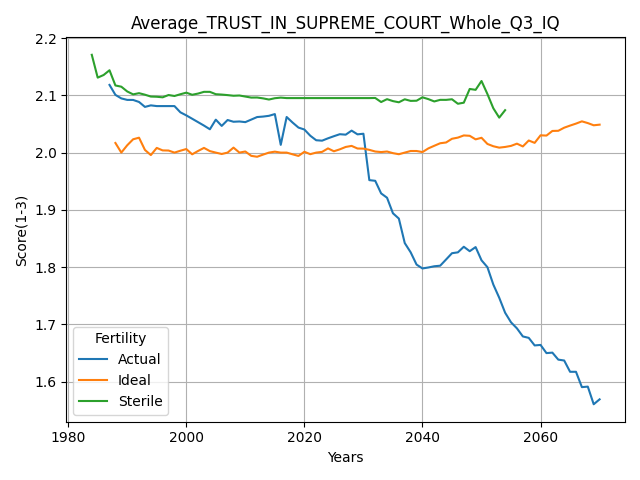 Average_TRUST_IN_SUPREME_COURT_Whole_Q3_IQ
Score(1-3)
2.2
2.1
2.0
1.9
1.8
1.7
1.6
Fertility
Actual
Ideal
Sterile
1980
2000
2020
2040
2060
Years